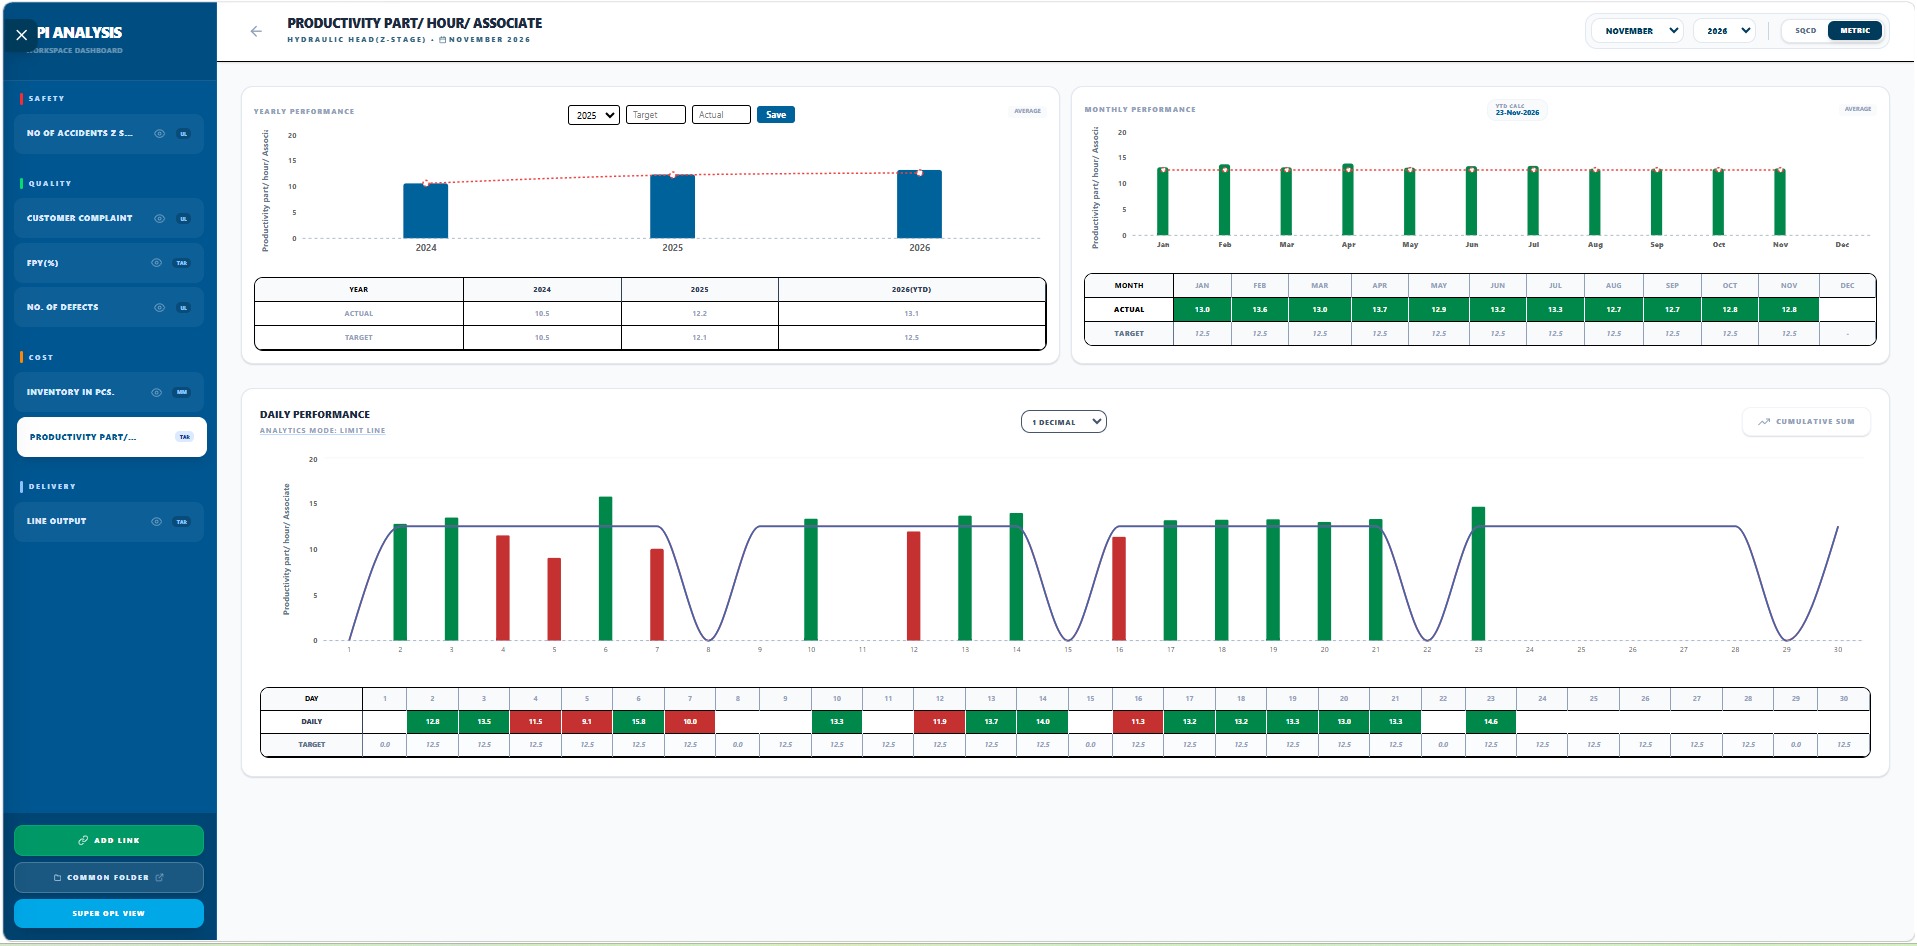 PI ANALYSIS
ORKSPACE DASHBOARD
SAFETY
NO OF ACCIDENTS Z S... UL
QUALITY
CUSTOMER COMPLAINT UL
FPY(%) TAR
NO. OF DEFECTS UL
COST
INVENTORY IN PCS. MM
PRODUCTIVITY PART/... TAR
DELIVERY
LINE OUTPUT TAR
ADD LINK
COMMON FOLDER
SUPER OPL VIEW
PRODUCTIVITY PART/ HOUR/ ASSOCIATE
HYDRAULIC HEAD(Z-STAGE) • NOVEMBER 2026
NOVEMBER 2026 SQCD METRIC
YEARLY PERFORMANCE 2025 Target Actual Save AVERAGE
Productivity part/ hour/ Associ
20
15
10
5
0
2024 2025 2026
YEAR 2024 2025 2026(YTD)
ACTUAL 10.5 12.2 13.1
TARGET 10.5 12.1 12.5
MONTHLY PERFORMANCE YTD CALC 23-Nov-2026 AVERAGE
Productivity part/ hour/ Associ
20
15
10
5
0
Jan Feb Mar Apr May Jun Jul Aug Sep Oct Nov Dec
MONTH JAN FEB MAR APR MAY JUN JUL AUG SEP OCT NOV DEC
ACTUAL 13.0 13.6 13.0 13.7 12.9 13.2 13.3 12.7 12.7 12.8 12.8
TARGET 12.5 12.5 12.5 12.5 12.5 12.5 12.5 12.5 12.5 12.5 12.5 -
DAILY PERFORMANCE
ANALYTICS MODE: LIMIT LINE
1 DECIMAL
CUMULATIVE SUM
Productivity part/ hour/ Associate
20
15
10
5
0
1 2 3 4 5 6 7 8 9 10 11 12 13 14 15 16 17 18 19 20 21 22 23 24 25 26 27 28 29 30
DAY 1 2 3 4 5 6 7 8 9 10 11 12 13 14 15 16 17 18 19 20 21 22 23 24 25 26 27 28 29 30
DAILY 12.8 13.5 11.5 9.1 15.8 10.0 13.3 11.9 13.7 14.0 11.3 13.2 13.2 13.3 13.0 13.3 14.6
TARGET 0.0 12.5 12.5 12.5 12.5 12.5 12.5 0.0 12.5 12.5 12.5 12.5 12.5 12.5 0.0 12.5 12.5 12.5 12.5 12.5 12.5 0.0 12.5 12.5 12.5 12.5 12.5 12.5 0.0 12.5